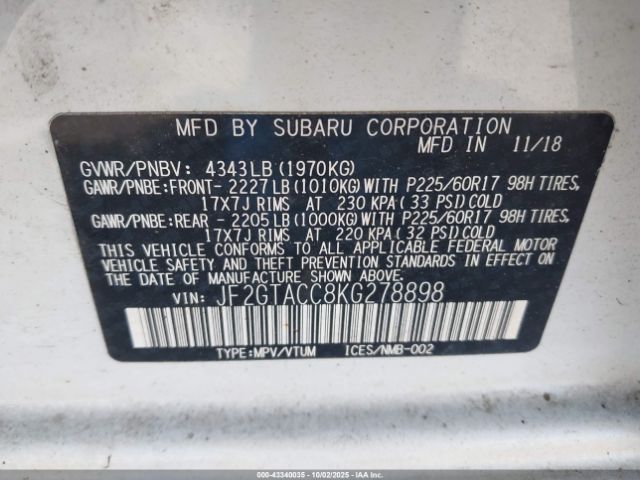 MFD BY SUBARU CORPORATION
MFD IN 11/18
GVWR/PNBV: 4343LB(1970KG)
GAWR/PNBE:FRONT- 2227LB(1010KG)WITH P225/60R17 98H TIRES,
17X7J RIMS AT 230 KPA(33 PSI)COLD
GAWR/PNBE:REAR - 2205LB(1000KG)WITH P225/60R17 98H TIRES,
17X7J RIMS AT 220 KPA(32 PSI)COLD
THIS VEHICLE CONFORMS TO ALL APPLICABLE FEDERAL MOTOR
VEHICLE SAFETY AND THEFT PREVENTION STANDARDS IN EFFECT ON
THE DATE OF MANUFACTURE SHOWN ABOVE.
VIN: JF2GTACC8KG278898
TYPE:MPV/VTUM ICES/NMB-002
000-43340035 - 10/02/2025 - IAAI.COM